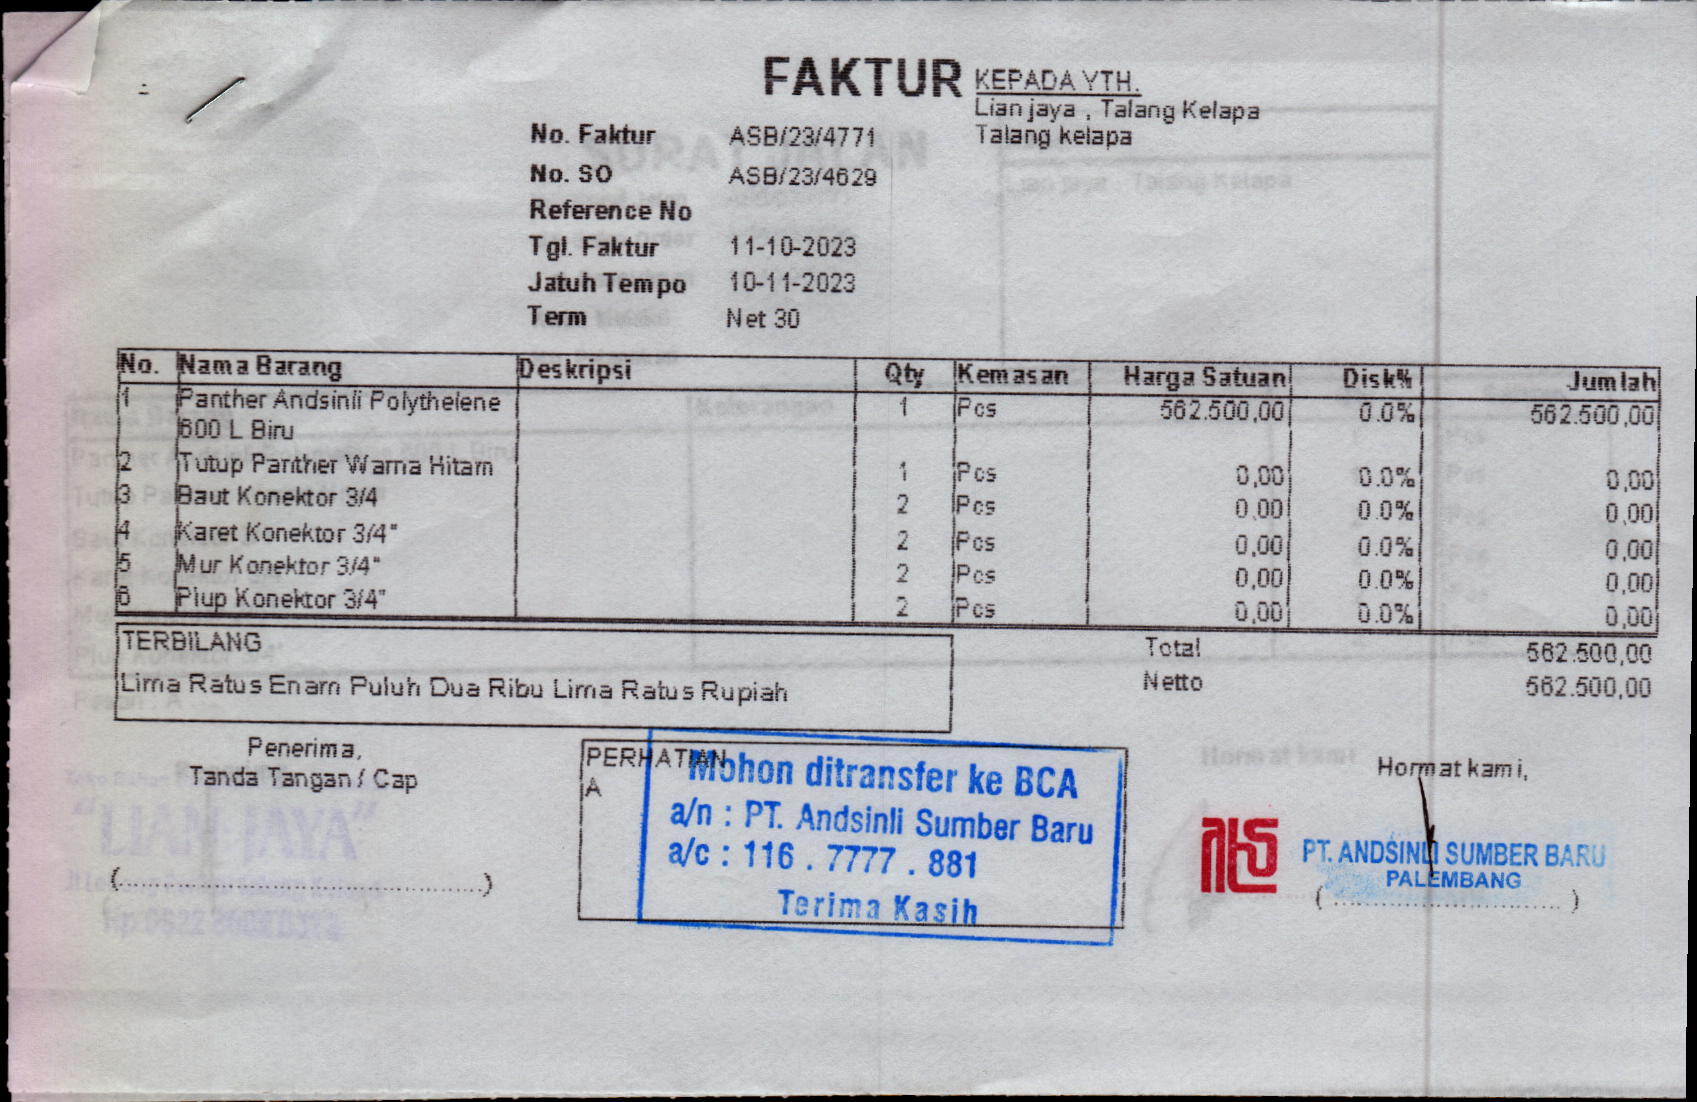 FAKTUR
KEPADA YTH.
Lian jaya , Talang Kelapa
Talang kelapa
No. Faktur ASB/23/4771
No. SO ASB/23/4629
Reference No
Tgl. Faktur 11-10-2023
Jatuh Tempo 10-11-2023
Term Net 30
No. Nama Barang Deskripsi Qty Kemasan Harga Satuan Disk% Jumlah
1 Panther Andsinli Polythelene 1 Pcs 562.500,00 0.0% 562.500,00
600 L Biru
2 Tutup Panther Warna Hitam 1 Pcs 0,00 0.0% 0,00
3 Baut Konektor 3/4 2 Pcs 0,00 0.0% 0,00
4 Karet Konektor 3/4" 2 Pcs 0,00 0.0% 0,00
5 Mur Konektor 3/4" 2 Pcs 0,00 0.0% 0,00
6 Plup Konektor 3/4" 2 Pcs 0,00 0.0% 0,00
TERBILANG
Lima Ratus Enam Puluh Dua Ribu Lima Ratus Rupiah
Total 562.500,00
Netto 562.500,00
Penerima,
Tanda Tangan / Cap
"LIAN JAYA"
(..............................)
PERHATIAN
A
Mohon ditransfer ke BCA
a/n : PT. Andsinli Sumber Baru
a/c : 116 . 7777 . 881
Terima Kasih
Hormat kami,
PT. ANDSINLI SUMBER BARU
PALEMBANG
(..............................)